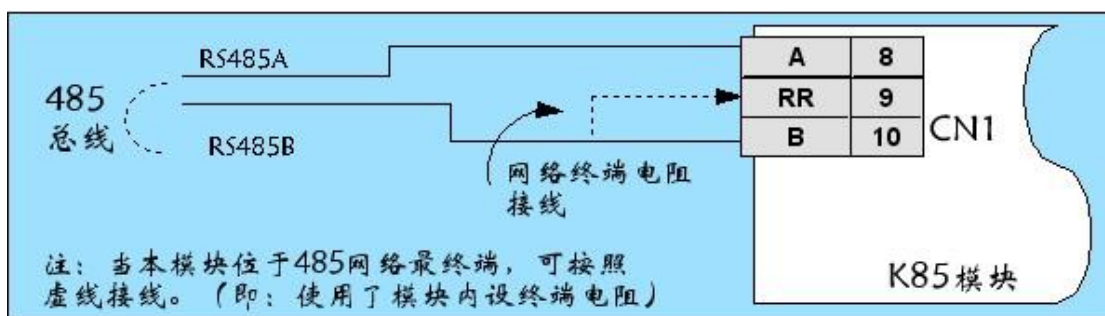 RS485A
485
总线
RS485B
A 8
RR 9
B 10
CN1
网络终端电阻
接线
注：当本模块位于485网络最终端，可按照
虚线接线。（即：使用了模块内设终端电阻）
K85模块